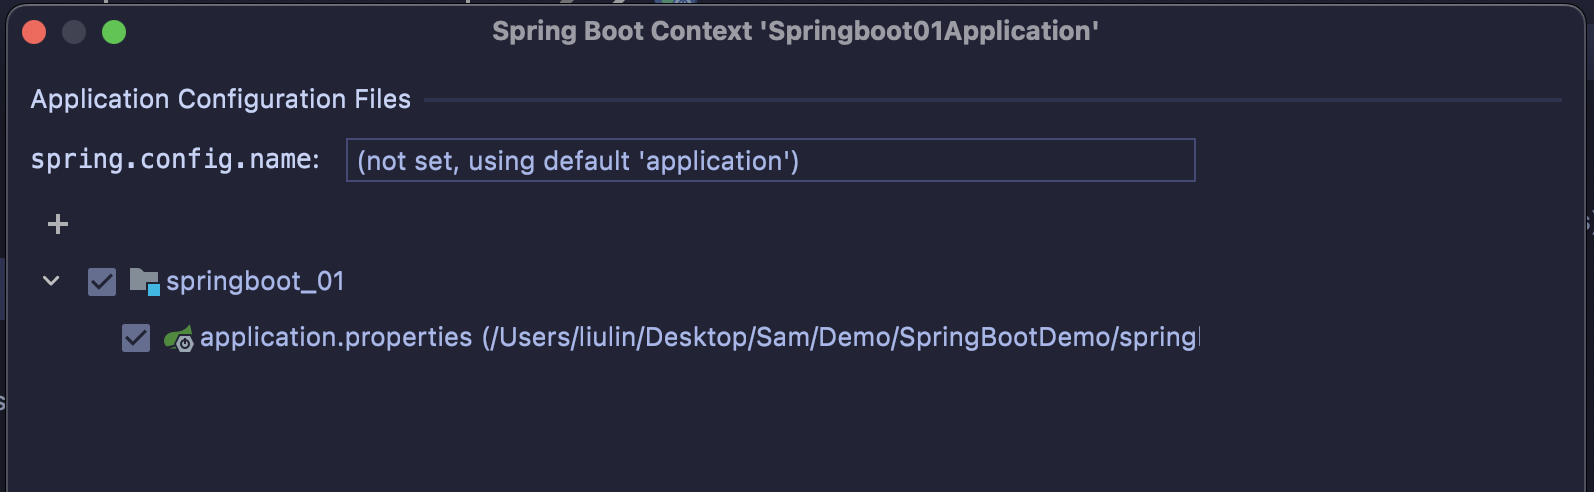 Spring Boot Context 'Springboot01Application'
Application Configuration Files
spring.config.name:
(not set, using default 'application')
springboot_01
application.properties (/Users/liulin/Desktop/Sam/Demo/SpringBootDemo/spring